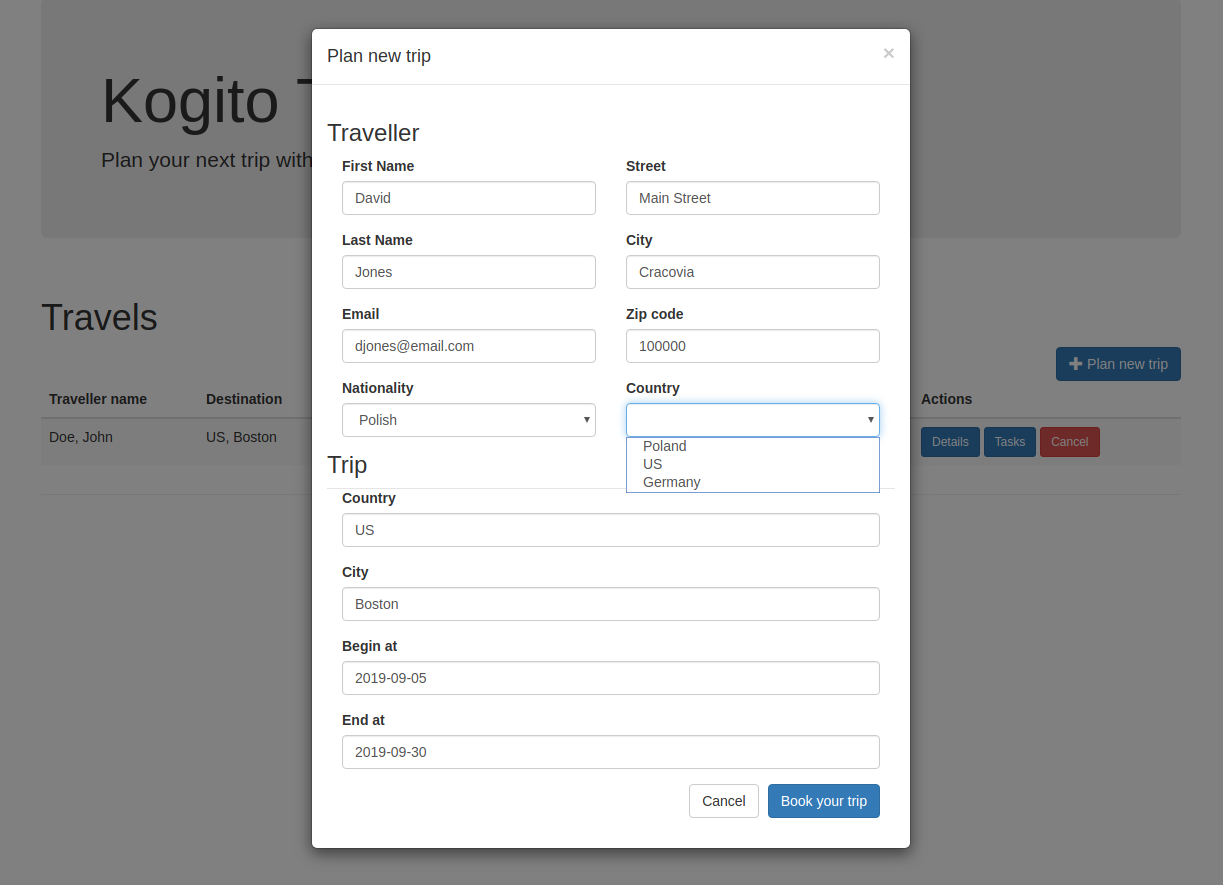 Plan new trip ×
Kogito T
Plan your next trip with
Traveller
First Name
David
Street
Main Street
Last Name
Jones
City
Cracovia
Email
djones@email.com
Zip code
100000
Nationality
Polish
Country
Poland
US
Germany
Trip
Country
US
City
Boston
Begin at
2019-09-05
End at
2019-09-30
Cancel
Book your trip
Travels
Plan new trip
Traveller name Destination Actions
Doe, John US, Boston Details Tasks Cancel